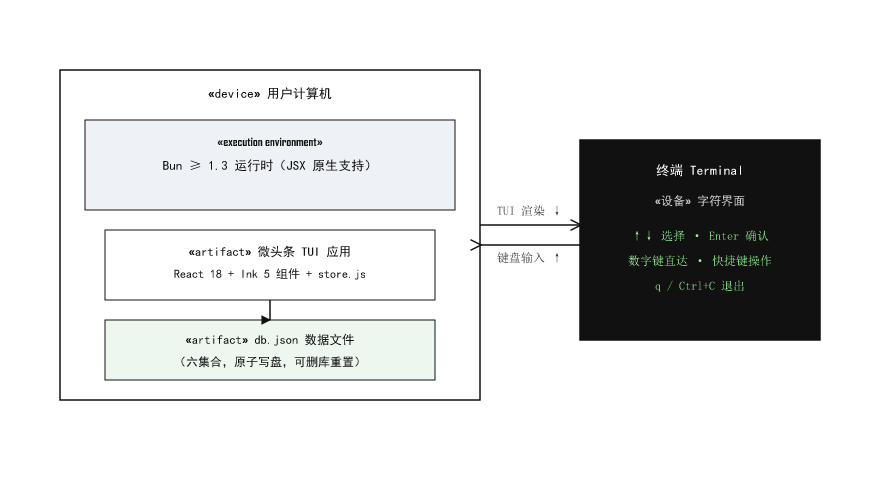 «device» 用户计算机
«execution environment»
Bun ≥ 1.3 运行时（JSX 原生支持）
«artifact» 微头条 TUI 应用
React 18 + Ink 5 组件 + store.js
«artifact» db.json 数据文件
（六集合，原子写盘，可删库重置）
TUI 渲染 ↓
键盘输入 ↑
终端 Terminal
«设备» 字符界面
↑↓ 选择 • Enter 确认
数字键直达 • 快捷键操作
q / Ctrl+C 退出